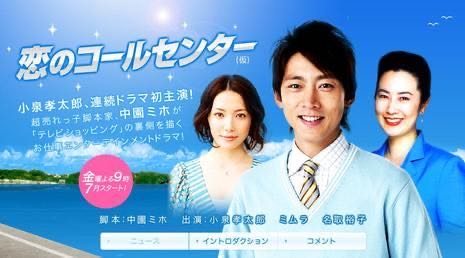 恋のコールセンター(仮)
小泉孝太郎、連続ドラマ初主演!
超売れっ子脚本家、中園ミホが
「テレビショッピング」の裏側を描く
お仕事エンターテインメントドラマ!
金曜よる9時
7月スタート!
脚本:中園ミホ 出演:小泉孝太郎 ミムラ 名取裕子
ニュース イントロダクション コメント